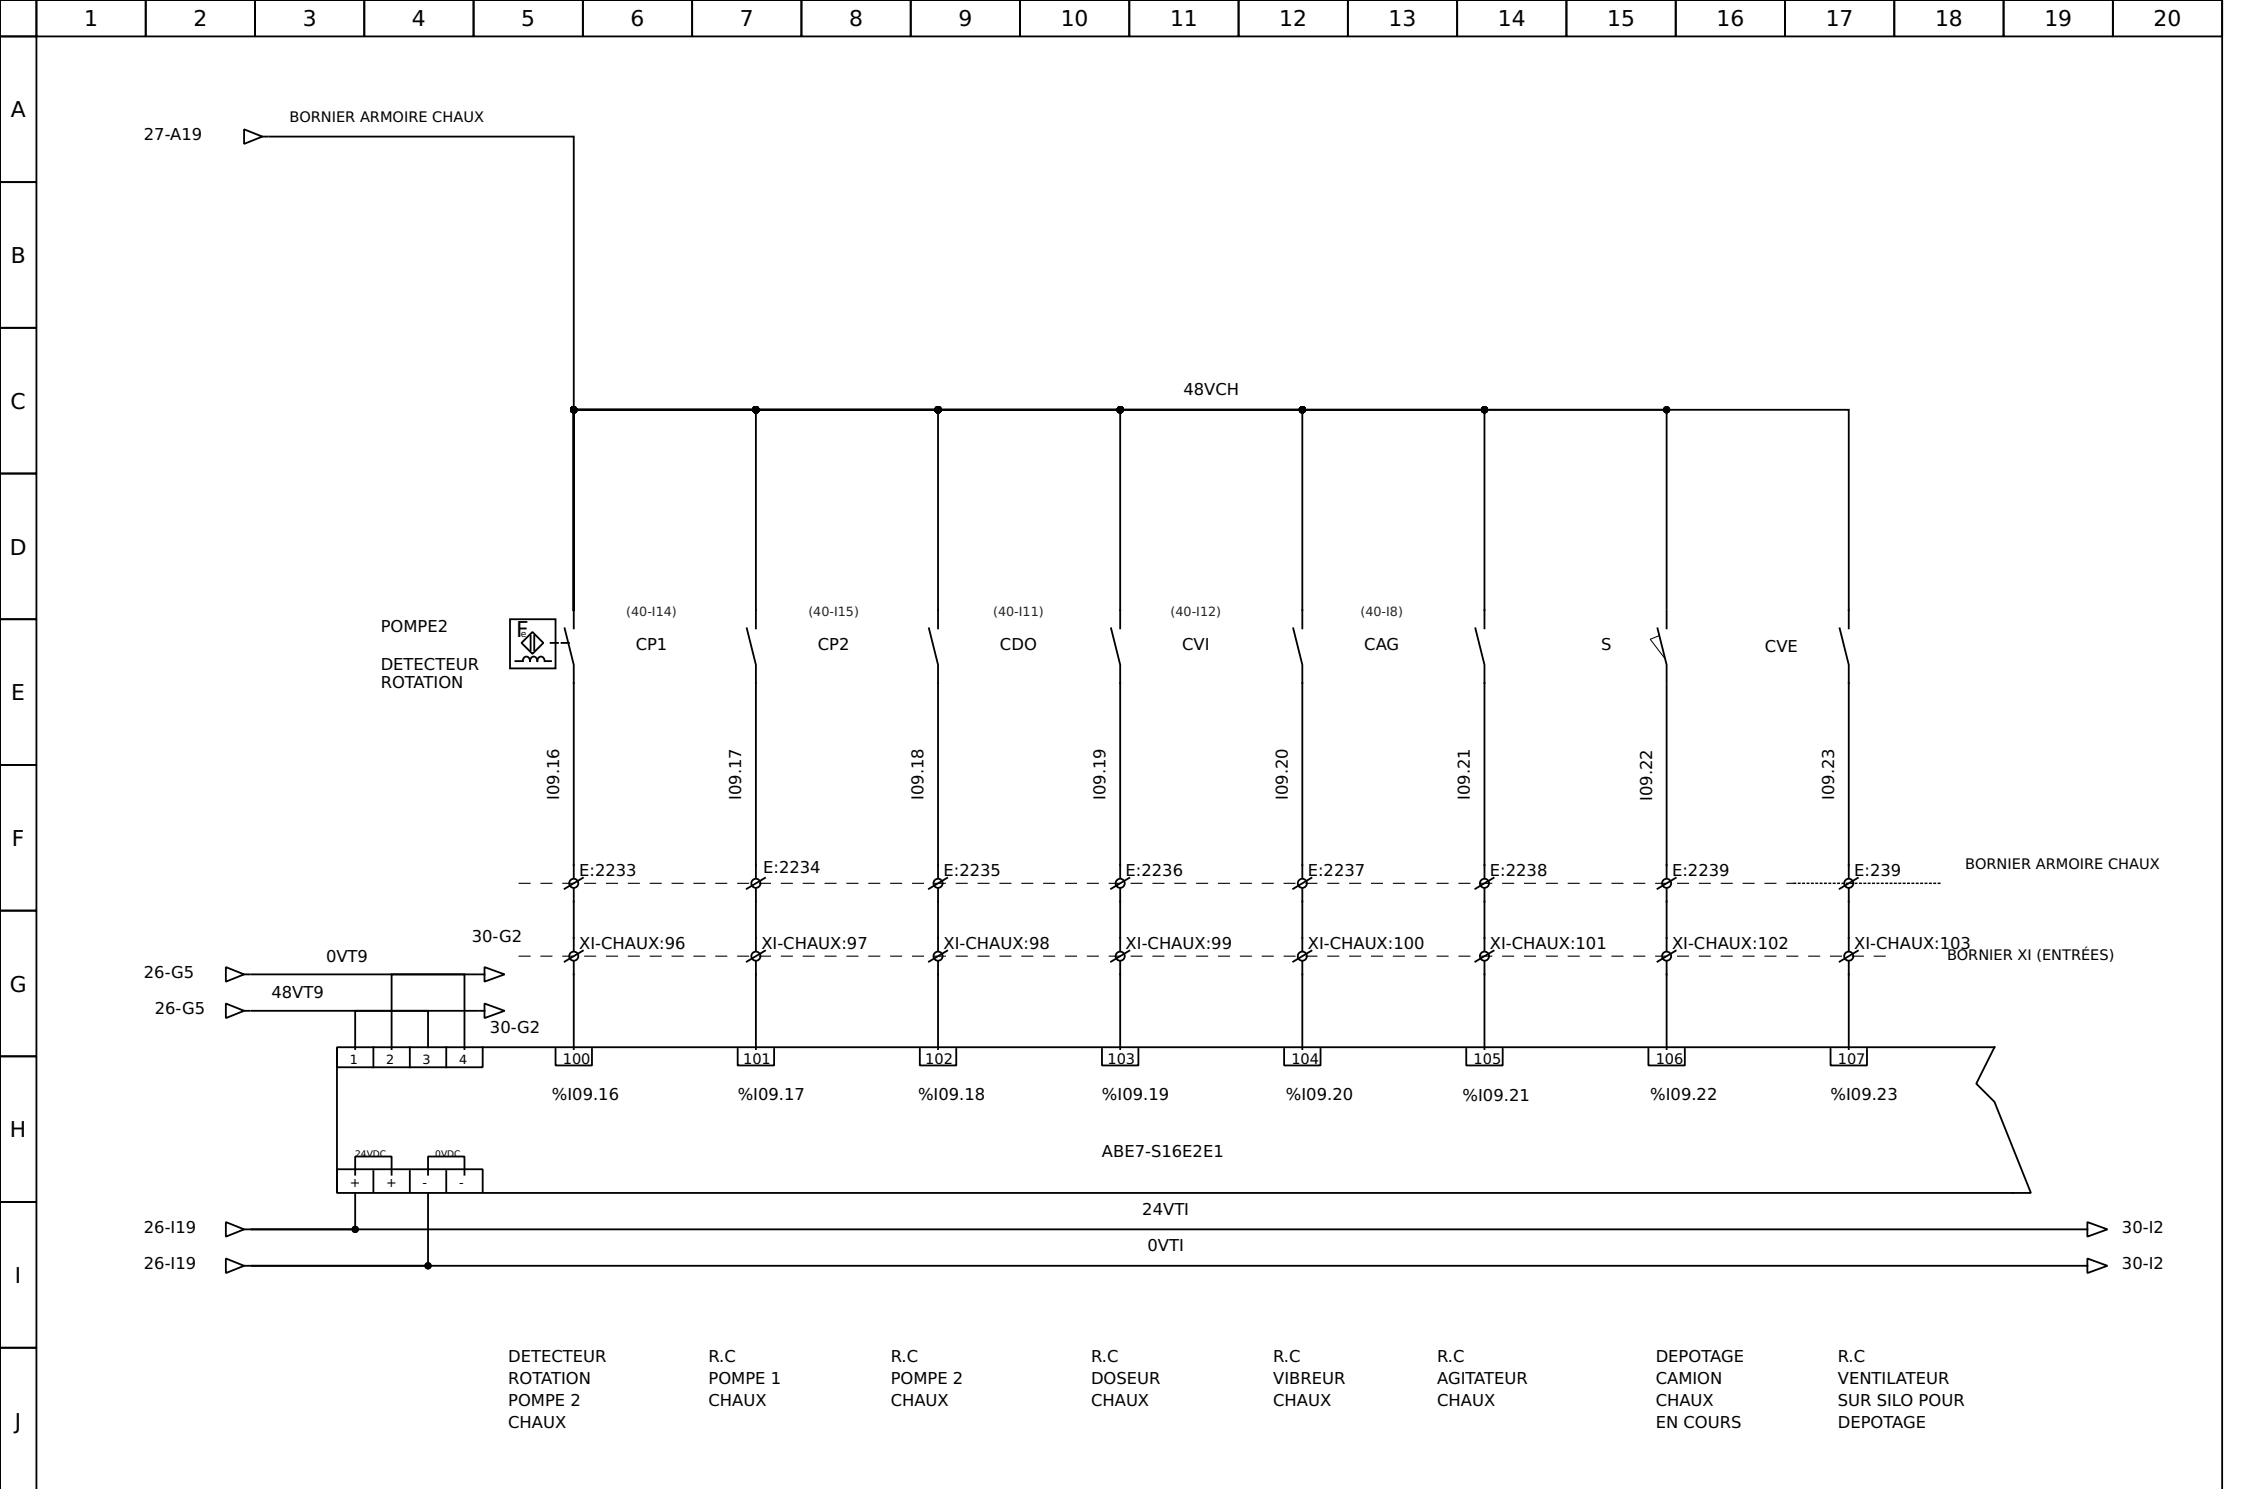 1 2 3 4 5 6 7 8 9 10 11 12 13 14 15 16 17 18 19 20
A
BORNIER ARMOIRE CHAUX
27-A19
B
C
48VCH
D
(40-I14) (40-I15) (40-I11) (40-I12) (40-I8)
POMPE2
F
e
CP1 CP2 CDO CVI CAG S CVE
DETECTEUR
ROTATION
E
I09.16 I09.17 I09.18 I09.19 I09.20 I09.21 I09.22 I09.23
F
E:2233 E:2234 E:2235 E:2236 E:2237 E:2238 E:2239 E:239
BORNIER ARMOIRE CHAUX
30-G2
XI-CHAUX:96 XI-CHAUX:97 XI-CHAUX:98 XI-CHAUX:99 XI-CHAUX:100 XI-CHAUX:101 XI-CHAUX:102 XI-CHAUX:103
BORNIER XI (ENTRÉES)
0VT9
26-G5
G
48VT9
26-G5
30-G2
1 2 3 4 100 101 102 103 104 105 106 107
%I09.16 %I09.17 %I09.18 %I09.19 %I09.20 %I09.21 %I09.22 %I09.23
H
ABE7-S16E2E1
24VDC 0VDC
+ + - -
24VTI
26-I19 30-I2
0VTI
26-I19 30-I2
I
DETECTEUR
ROTATION
POMPE 2
CHAUX
R.C
POMPE 1
CHAUX
R.C
POMPE 2
CHAUX
R.C
DOSEUR
CHAUX
R.C
VIBREUR
CHAUX
R.C
AGITATEUR
CHAUX
DEPOTAGE
CAMION
CHAUX
EN COURS
R.C
VENTILATEUR
SUR SILO POUR
DEPOTAGE
J